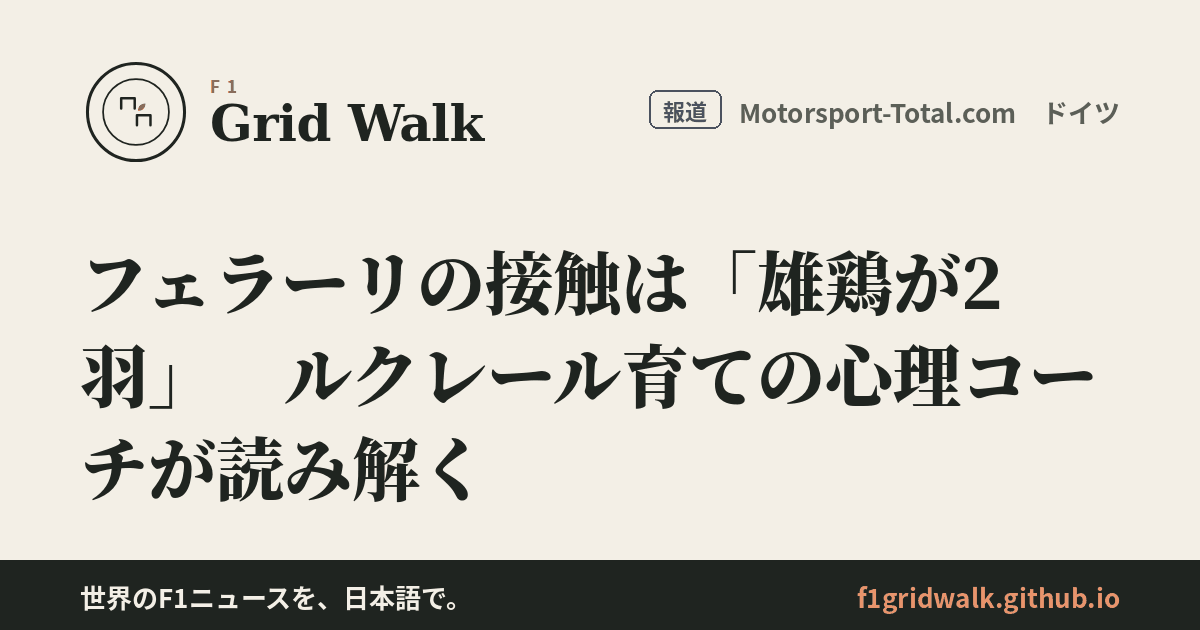 F1
Grid Walk
報道 Motorsport-Total.com ドイツ
フェラーリの接触は「雄鶏が2
羽」 ルクレール育ての心理コー
チが読み解く
世界のF1ニュースを、日本語で。
f1gridwalk.github.io